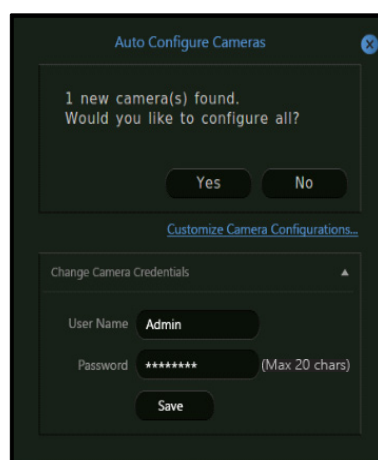 Auto Configure Cameras
1 new camera(s) found.
Would you like to configure all?
Yes No
Customize Camera Configurations...
Change Camera Credentials
User Name Admin
Password ******** (Max 20 chars)
Save